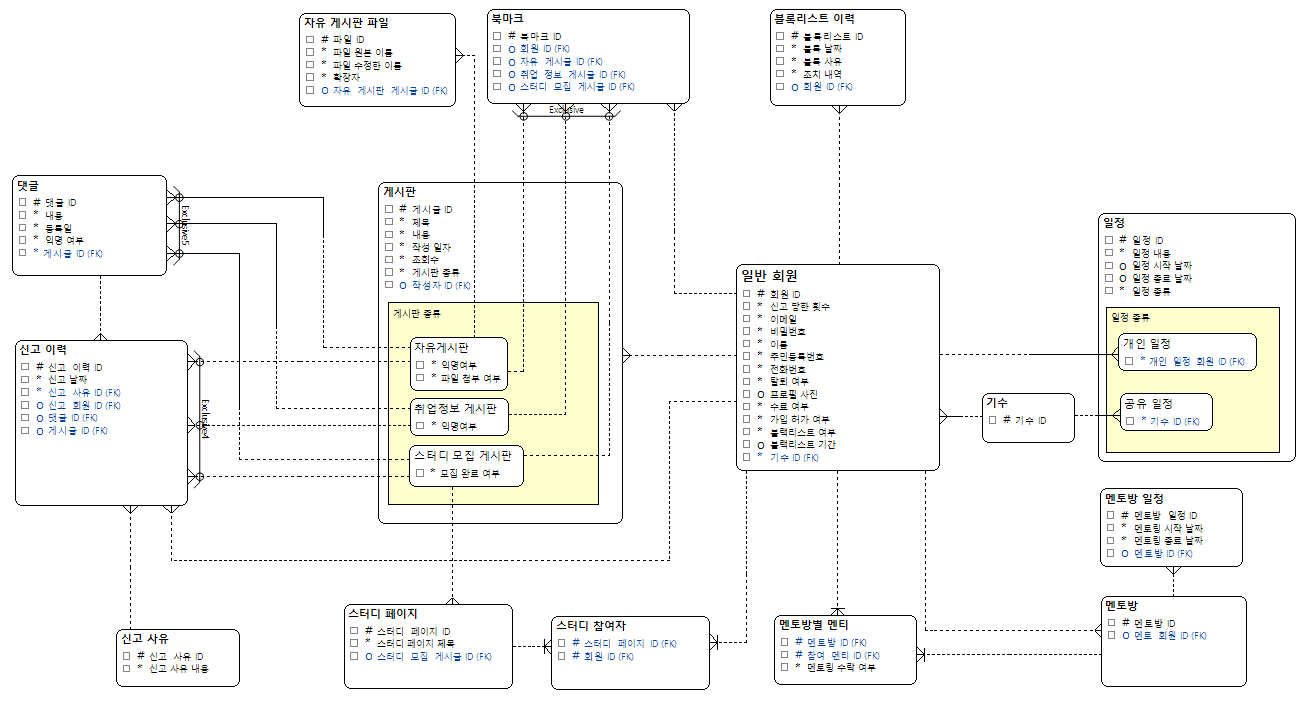 자유 게시판 파일
# 파일 ID
* 파일 원본 이름
* 파일 수정한 이름
* 확장자
O 자유 게시판 게시글 ID (FK)
북마크
# 북마크 ID
O 회원 ID (FK)
O 자유 게시글 ID (FK)
O 취업 정보 게시글 ID (FK)
O 스터디 모집 게시글 ID (FK)
Exclusive
블록리스트 이력
# 블록리스트 ID
* 블록 날짜
* 블록 사유
* 조치 내역
O 회원 ID (FK)
댓글
# 댓글 ID
* 내용
* 등록일
* 익명 여부
* 게시글 ID (FK)
Exclusive5
게시판
# 게시글 ID
* 제목
* 내용
* 작성 일자
* 조회수
* 게시판 종류
O 작성자 ID (FK)
게시판 종류
자유게시판
* 익명여부
* 파일 첨부 여부
취업정보 게시판
* 익명여부
스터디 모집 게시판
* 모집 완료 여부
일반 회원
# 회원 ID
* 신고 당한 횟수
* 이메일
* 비밀번호
* 이름
* 주민등록번호
* 전화번호
* 탈퇴 여부
O 프로필 사진
* 수료 여부
* 가입 허가 여부
* 블랙리스트 여부
O 블랙리스트 기간
* 기수 ID (FK)
일정
# 일정 ID
* 일정 내용
O 일정 시작 날짜
O 일정 종료 날짜
* 일정 종류
일정 종류
개인 일정
* 개인 일정 회원 ID (FK)
공유 일정
* 기수 ID (FK)
기수
# 기수 ID
신고 이력
# 신고 이력 ID
* 신고 날짜
* 신고 사유 ID (FK)
O 신고 회원 ID (FK)
O 댓글 ID (FK)
O 게시글 ID (FK)
Exclusive4
멘토방 일정
# 멘토방 일정 ID
* 멘토링 시작 날짜
* 멘토링 종료 날짜
O 멘토방 ID (FK)
신고 사유
# 신고 사유 ID
* 신고 사유 내용
스터디 페이지
# 스터디 페이지 ID
* 스터디 페이지 제목
O 스터디 모집 게시글 ID (FK)
스터디 참여자
# 스터디 페이지 ID (FK)
# 회원 ID (FK)
멘토방별 멘티
# 멘토방 ID (FK)
# 참여 멘티 ID (FK)
* 멘토링 수락 여부
멘토방
# 멘토방 ID
O 멘토 회원 ID (FK)